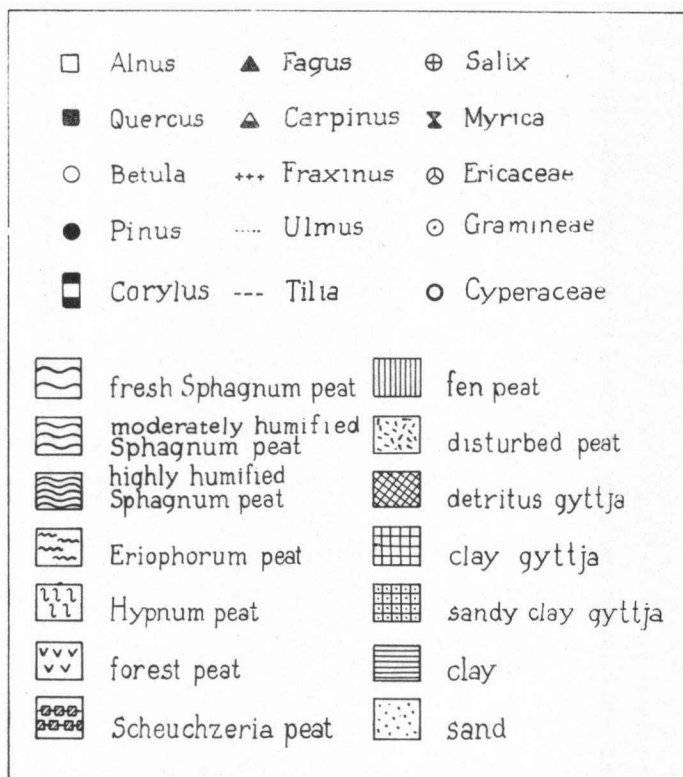 Alnus Fagus Salix
Quercus Carpinus Myrica
Betula Fraxinus Ericaceae
Pinus Ulmus Gramineae
Corylus Tilia Cyperaceae
fresh Sphagnum peat fen peat
moderately humified
Sphagnum peat disturbed peat
highly humified
Sphagnum peat detritus gyttja
Eriophorum peat clay gyttja
Hypnum peat sandy clay gyttja
forest peat clay
Scheuchzeria peat sand